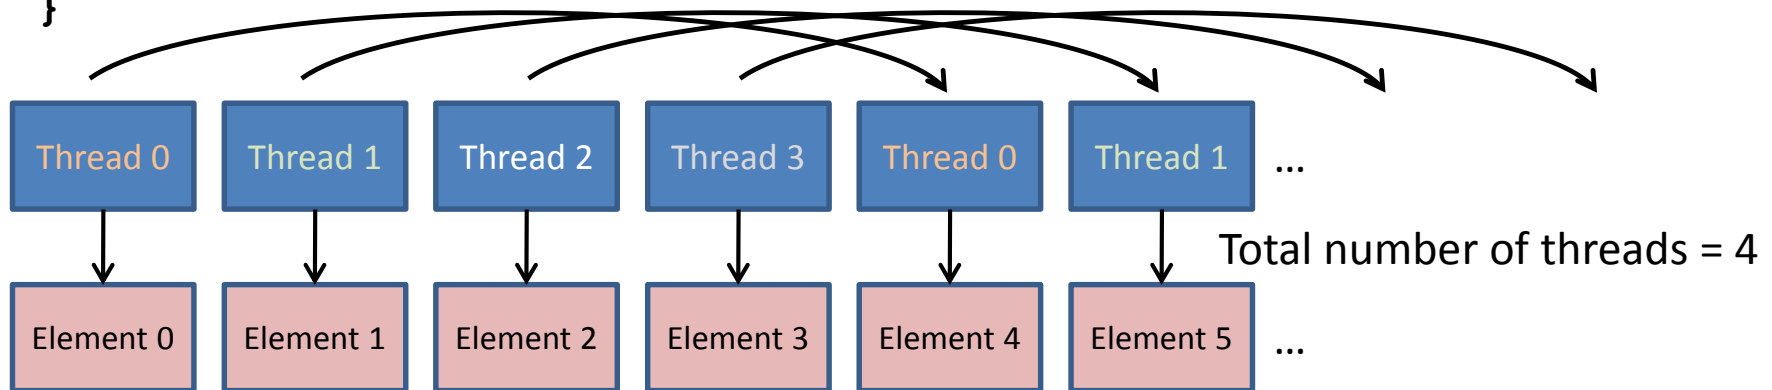 }
Thread 0 Thread 1 Thread 2 Thread 3 Thread 0 Thread 1 ...
Total number of threads = 4
Element 0 Element 1 Element 2 Element 3 Element 4 Element 5 ...